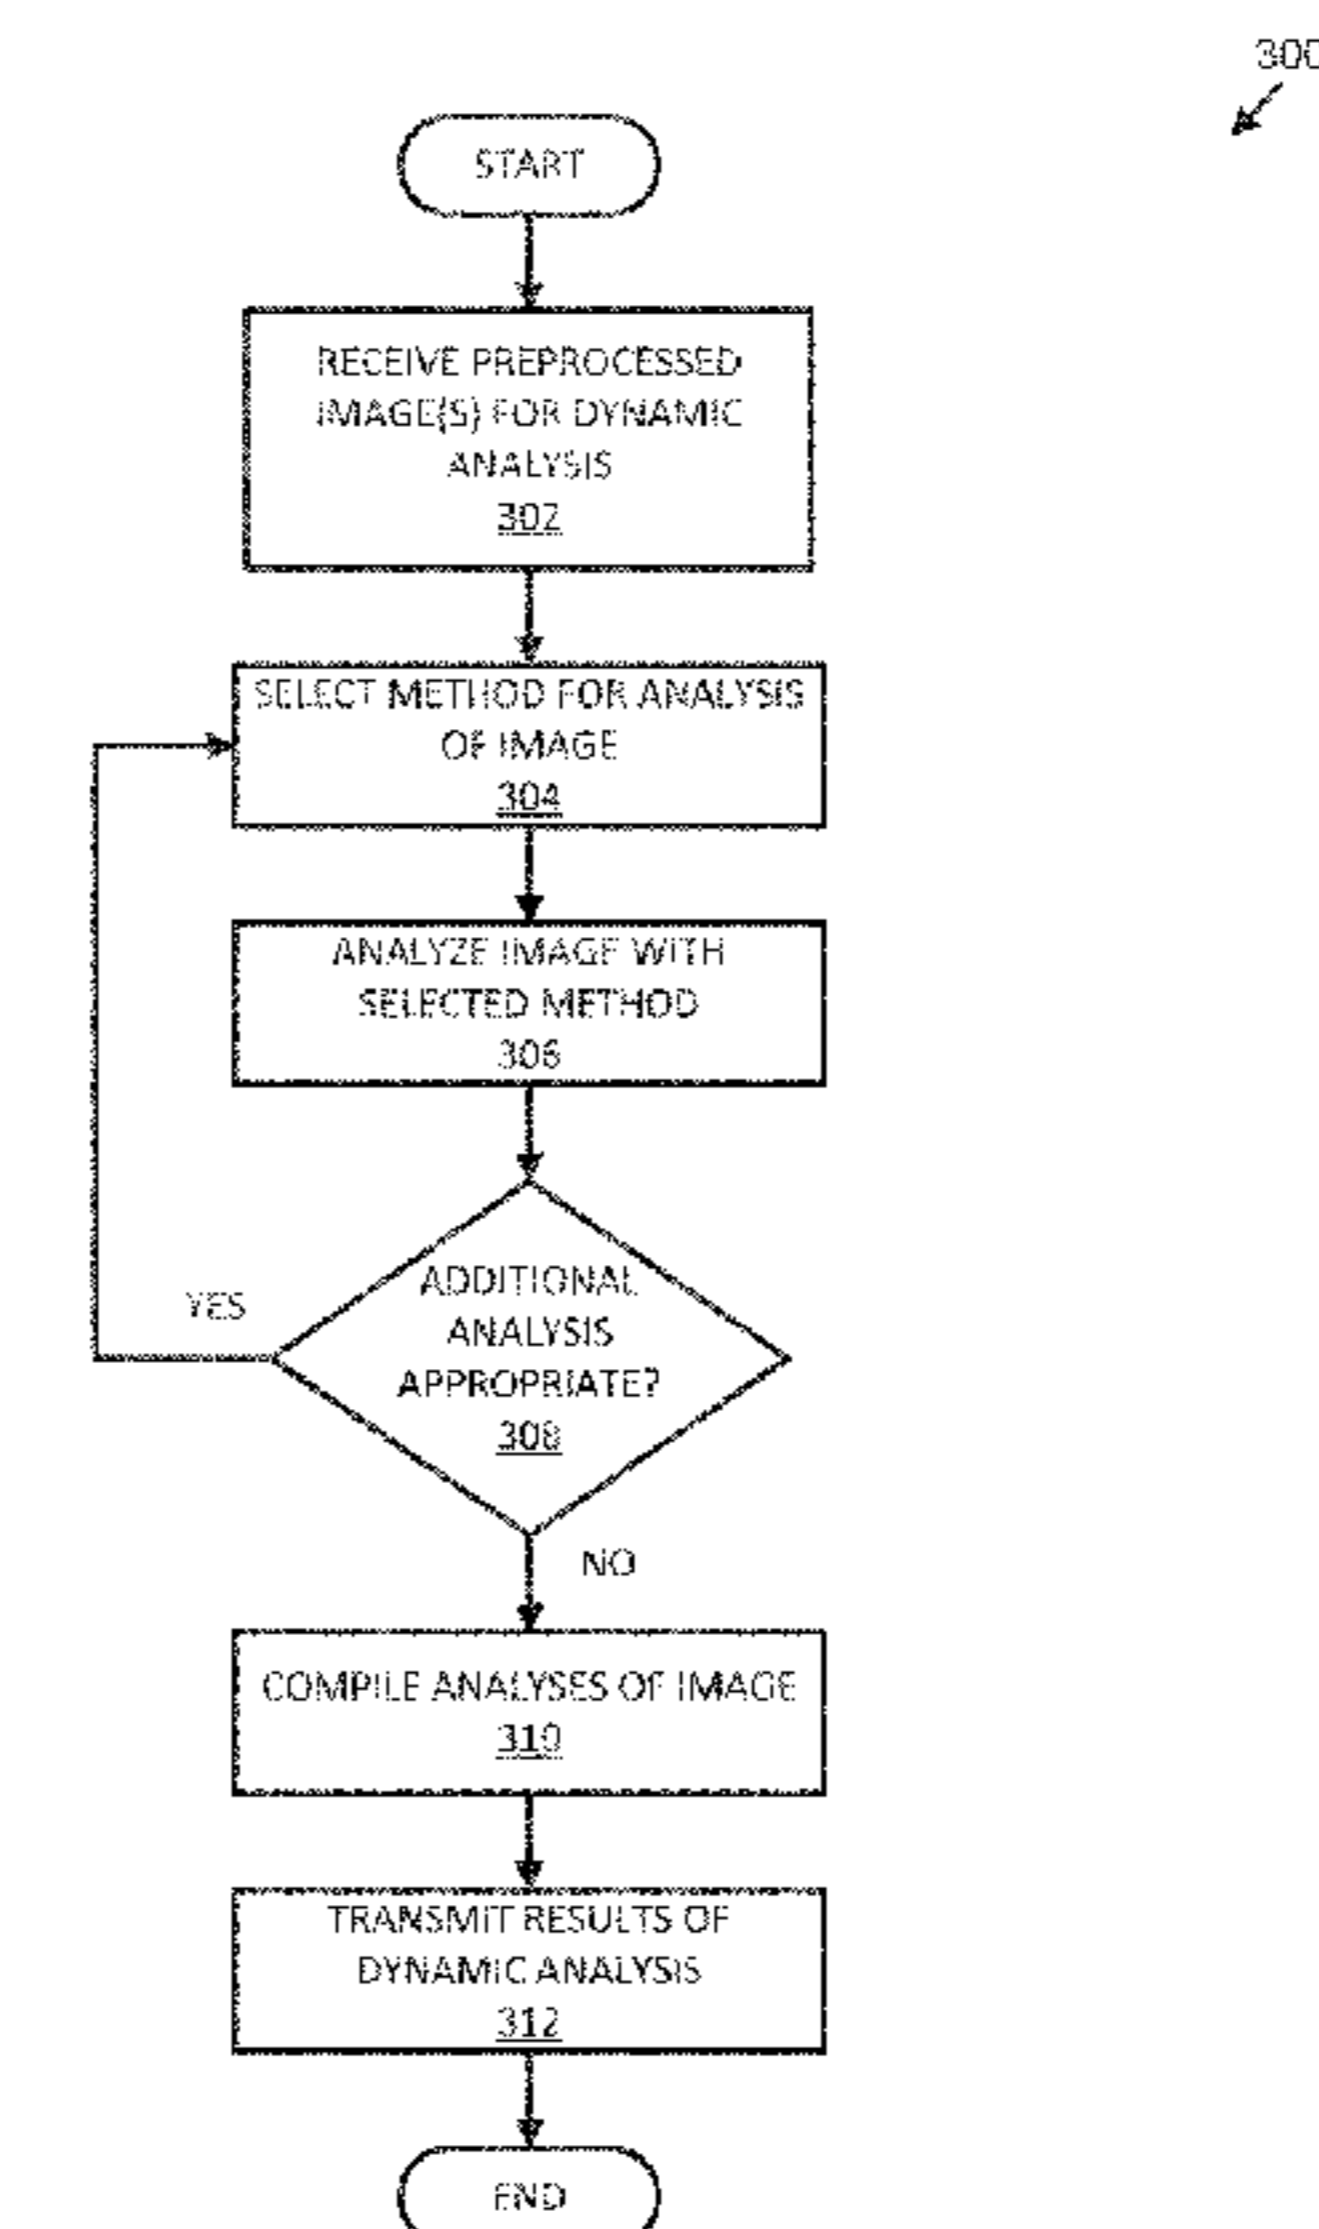 300
START
RECEIVE PREPROCESSED
IMAGE(S) FOR DYNAMIC
ANALYSIS
302
SELECT METHOD FOR ANALYSIS
OF IMAGE
304
ANALYZE IMAGE WITH
SELECTED METHOD
306
ADDITIONAL
ANALYSIS
APPROPRIATE?
308
YES
NO
COMPILE ANALYSES OF IMAGE
310
TRANSMIT RESULTS OF
DYNAMIC ANALYSIS
312
END